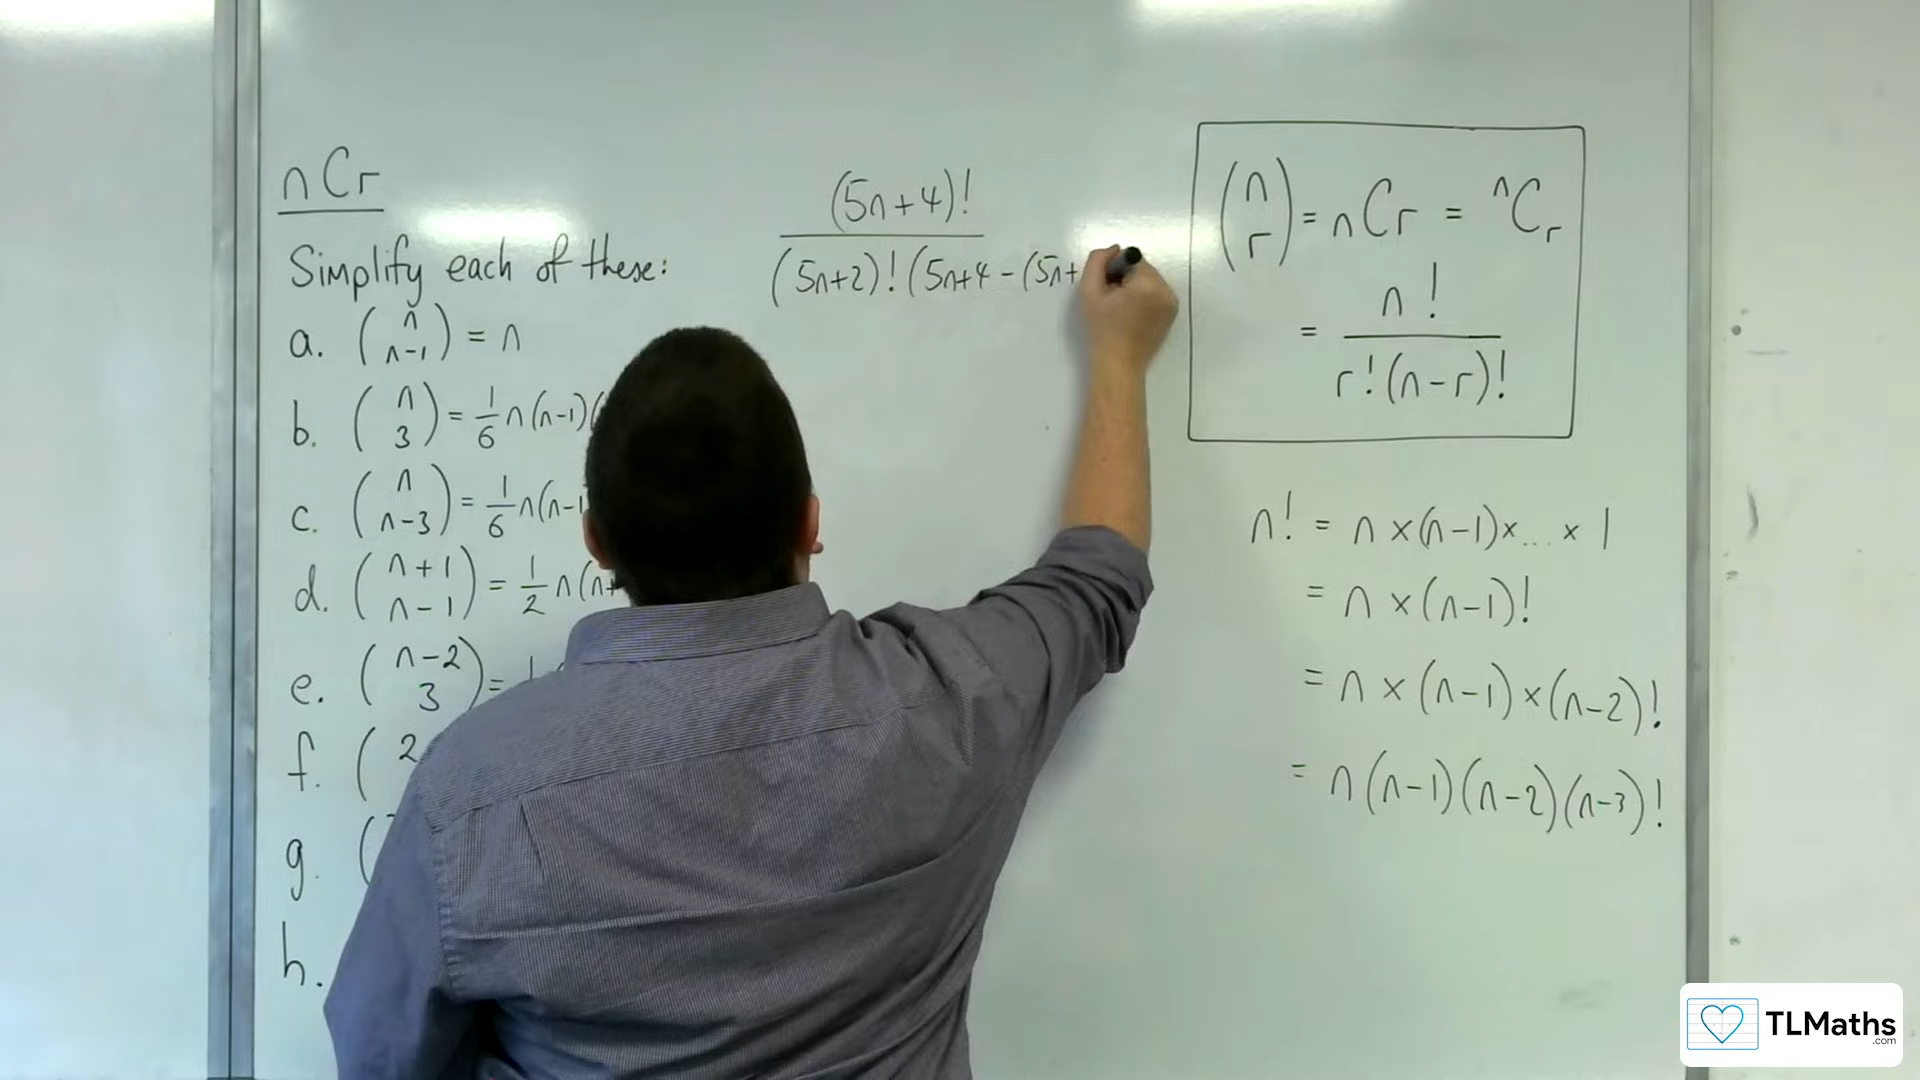 nCr
Simplify each of these:
a. (n n-1) = n
b. (n 3) = 1/6 n(n-1)(
c. (n n-3) = 1/6 n(n-1
d. (n+1 n-1) = 1/2 n(n+
e. (n-2 3) =
f. ( 2
g. (
h.
(5n+4)!
(5n+2)! (5n+4 - (5n+
(n r) = nCr = ⁿCᵣ
= n! / r!(n-r)!
n! = n×(n-1)×...×1
= n×(n-1)!
= n×(n-1)×(n-2)!
= n(n-1)(n-2)(n-3)!
TLMaths
.com